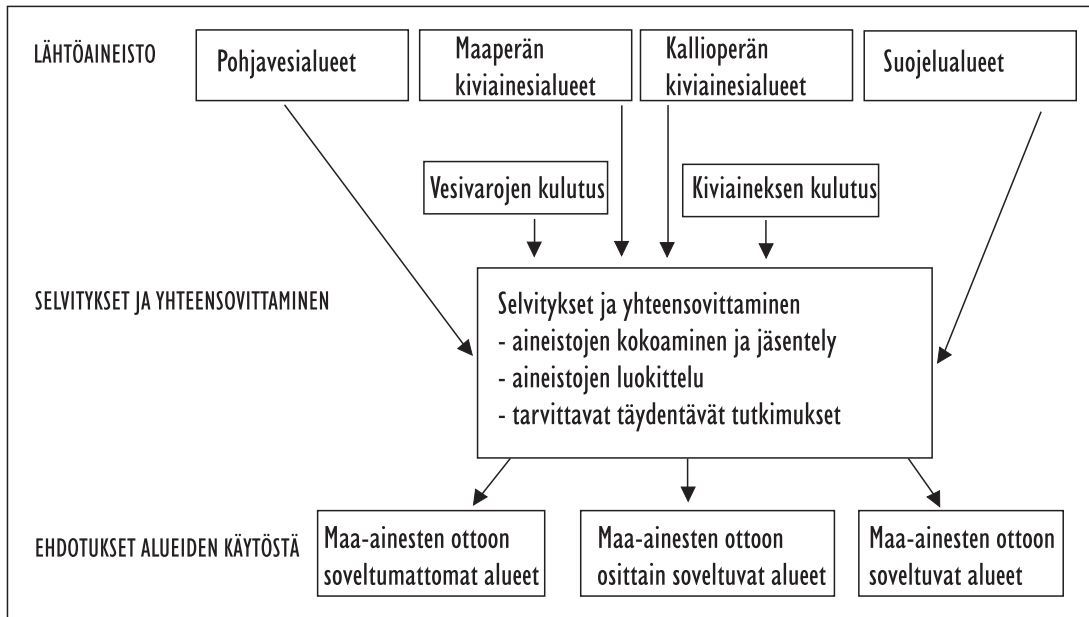 LÄHTÖAINEISTO
Pohjavesialueet
Maaperän
kiviainesialueet
Kallioperän
kiviainesialueet
Suojelualueet
Vesivarojen kulutus
Kiviaineksen kulutus
SELVITYKSET JA YHTEENSOVITTAMINEN
Selvitykset ja yhteensovittaminen
- aineistojen kokoaminen ja jäsentely
- aineistojen luokittelu
- tarvittavat täydentävät tutkimukset
EHDOTUKSET ALUEIDEN KÄYTÖSTÄ
Maa-ainesten ottoon
soveltumattomat alueet
Maa-ainesten ottoon
osittain soveltuvat alueet
Maa-ainesten ottoon
soveltuvat alueet